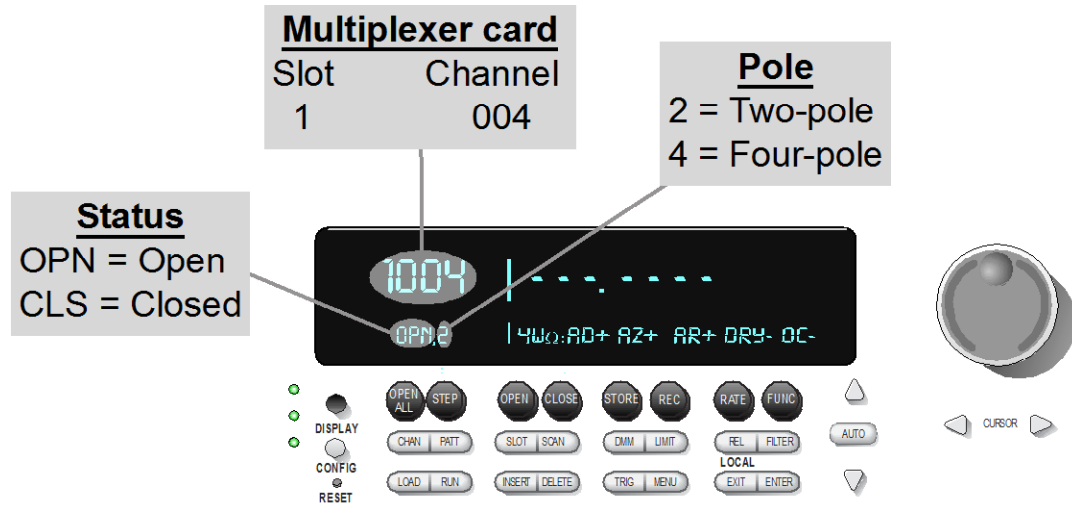 Multiplexer card
Slot Channel
1 004
Pole
2 = Two-pole
4 = Four-pole
Status
OPN = Open
CLS = Closed
1004 |---.----
OPN,2 |4WΩ:AD+ AZ+ AR+ DRY- OC-
OPEN ALL STEP OPEN CLOSE STORE REC RATE FUNC
DISPLAY
CHAN PATT SLOT SCAN DMM LIMIT REL FILTER AUTO CURSOR
CONFIG
LOCAL
LOAD RUN INSERT DELETE TRIG MENU EXIT ENTER
RESET